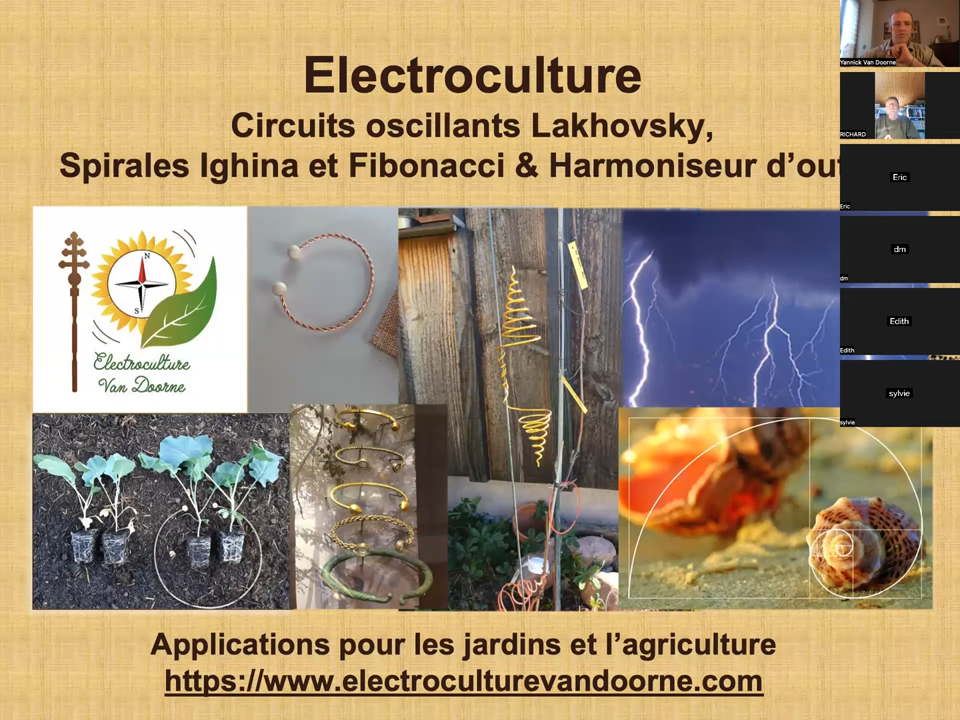 Electroculture
Circuits oscillants Lakhovsky,
Spirales Ighina et Fibonacci & Harmoniseur d'out
Yannick Van Doorne
RICHARD
Eric
Eric
dm
dm
Edith
Edith
sylvie
sylvie
N
S
Electroculture
Van Doorne
Applications pour les jardins et l'agriculture
https://www.electroculturevandoorne.com